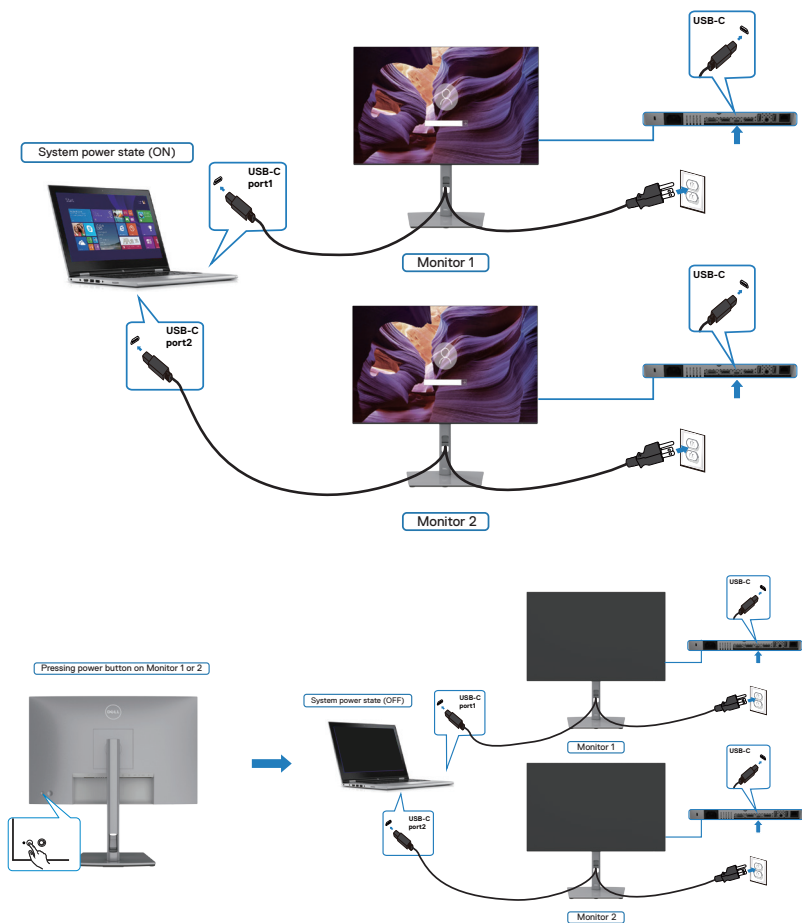 USB-C
System power state (ON)
USB-C
port1
Monitor 1
USB-C
USB-C
port2
Monitor 2
Pressing power button on Monitor 1 or 2
DELL
System power state (OFF)
USB-C
USB-C
port1
Monitor 1
USB-C
USB-C
port2
Monitor 2